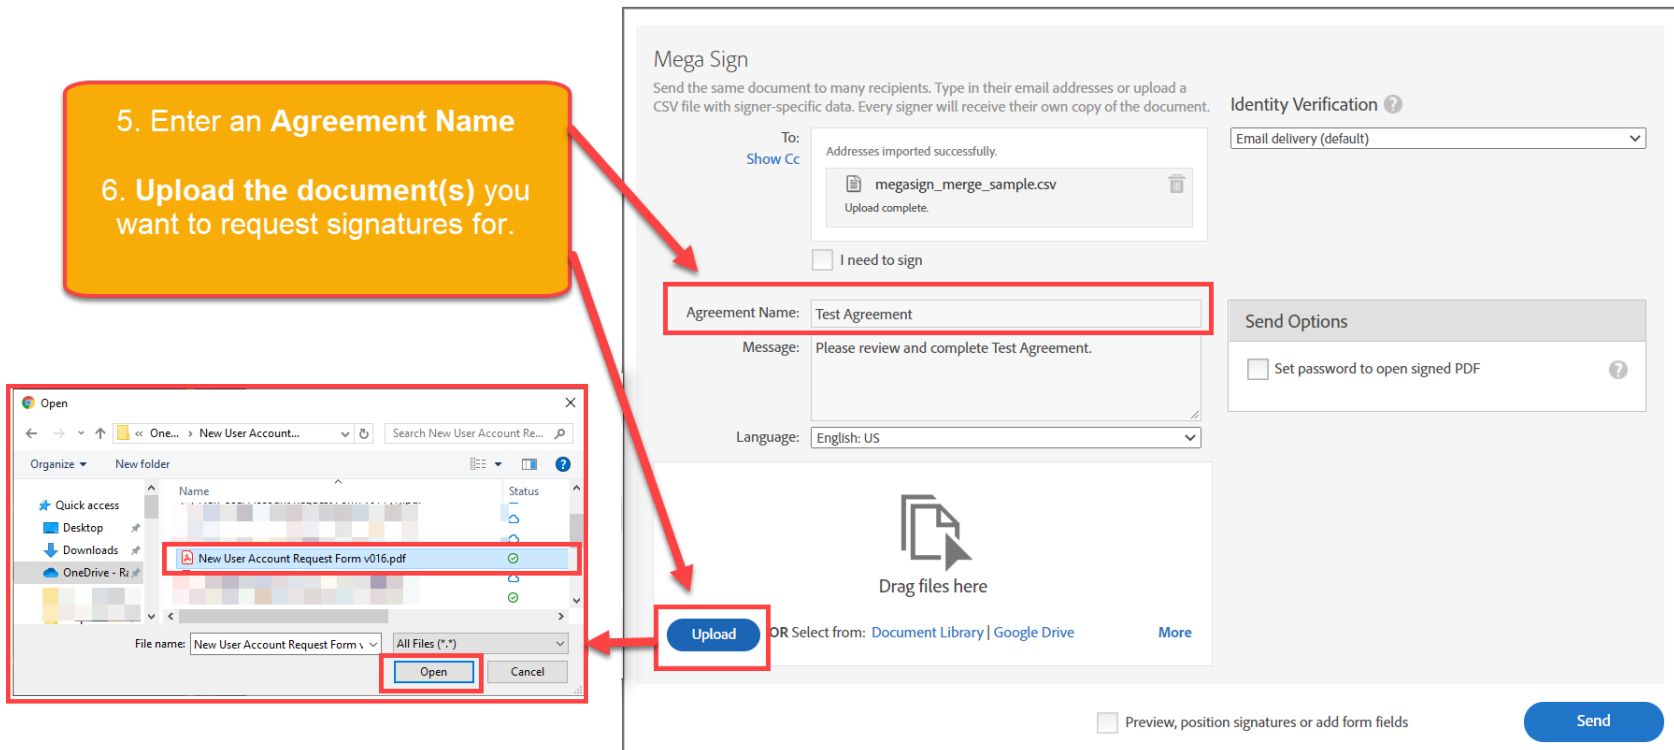 5. Enter an Agreement Name
6. Upload the document(s) you
want to request signatures for.
Mega Sign
Send the same document to many recipients. Type in their email addresses or upload a
CSV file with signer-specific data. Every signer will receive their own copy of the document.
To:
Show Cc
Addresses imported successfully.
megasign_merge_sample.csv
Upload complete.
I need to sign
Agreement Name: Test Agreement
Message: Please review and complete Test Agreement.
Language: English: US
Drag files here
Upload OR Select from: Document Library | Google Drive More
Identity Verification ?
Email delivery (default)
Send Options
Set password to open signed PDF ?
Preview, position signatures or add form fields
Send
Open
« One... › New User Account... Search New User Account Re...
Organize New folder ?
Name Status
Quick access
Desktop
Downloads
New User Account Request Form v016.pdf
OneDrive - Ra
File name: New User Account Request Form All Files (*.*)
Open Cancel